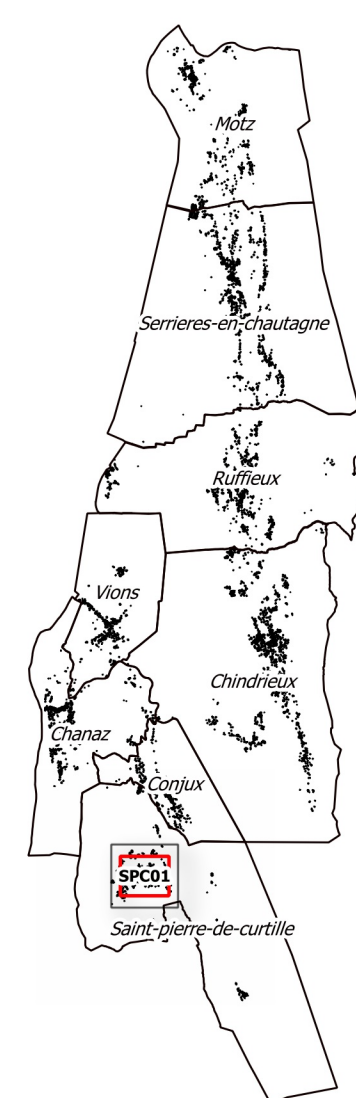 Motz
Serrieres-en-chautagne
Ruffieux
Vions
Chindrieux
Chanaz
Conjux
SPC01
Saint-pierre-de-curtille